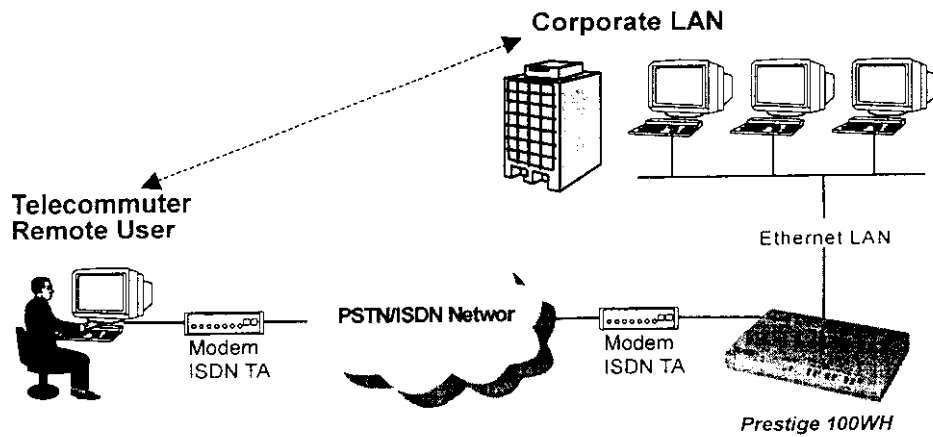 Corporate LAN
Telecommuter
Remote User
Ethernet LAN
PSTN/ISDN Networ
Modem
ISDN TA
Modem
ISDN TA
Prestige 100WH